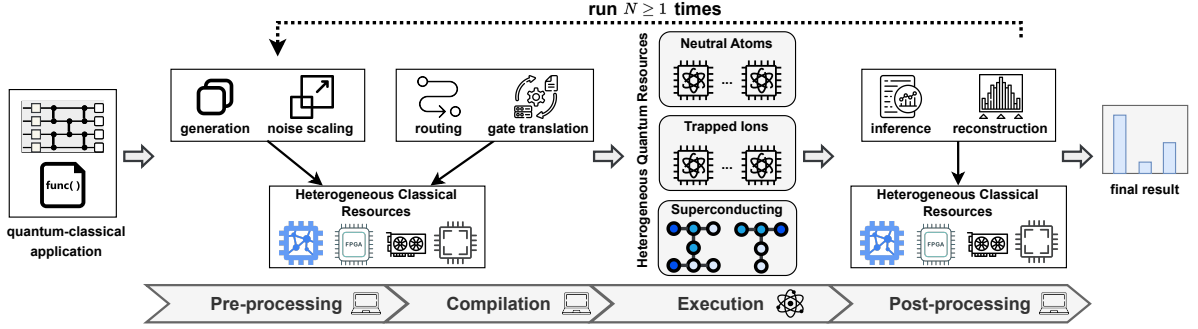 run N ≥ 1 times
func( )
quantum-classical
application
generation
noise scaling
routing
gate translation
Heterogeneous Classical
Resources
FPGA
Heterogeneous Quantum Resources
Neutral Atoms
...
...
Trapped Ions
...
...
Superconducting
inference
reconstruction
Heterogeneous Classical
Resources
FPGA
final result
Pre-processing
Compilation
Execution
Post-processing